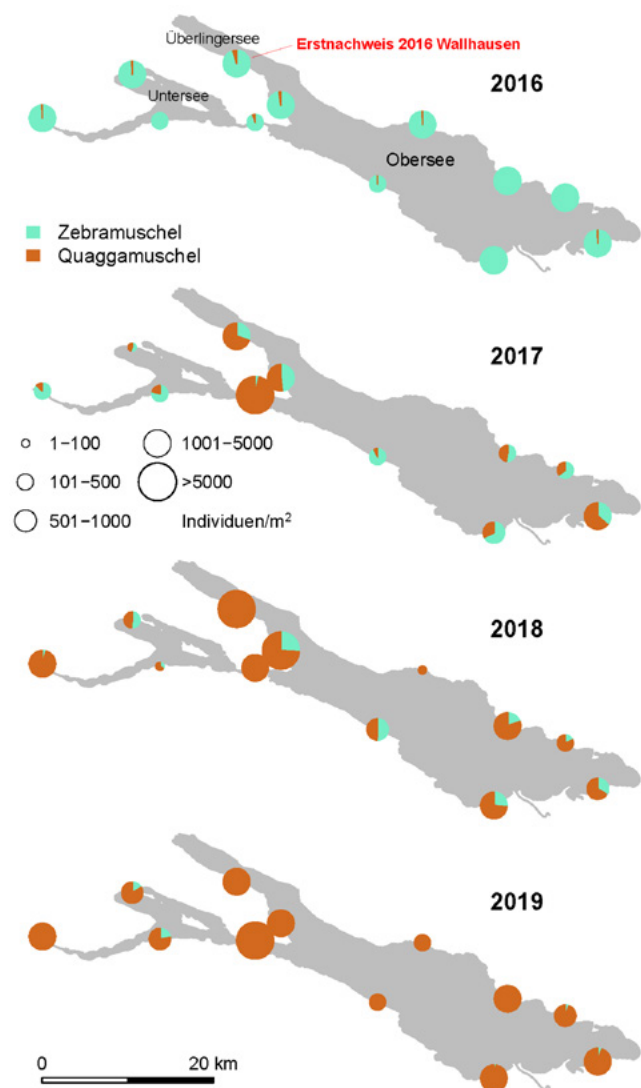 Überlingersee
Erstnachweis 2016 Wallhausen
2016
Untersee
Obersee
Zebramuschel
Quaggamuschel
2017
1–100
1001–5000
101–500
>5000
501–1000
Individuen/m²
2018
2019
0
20 km